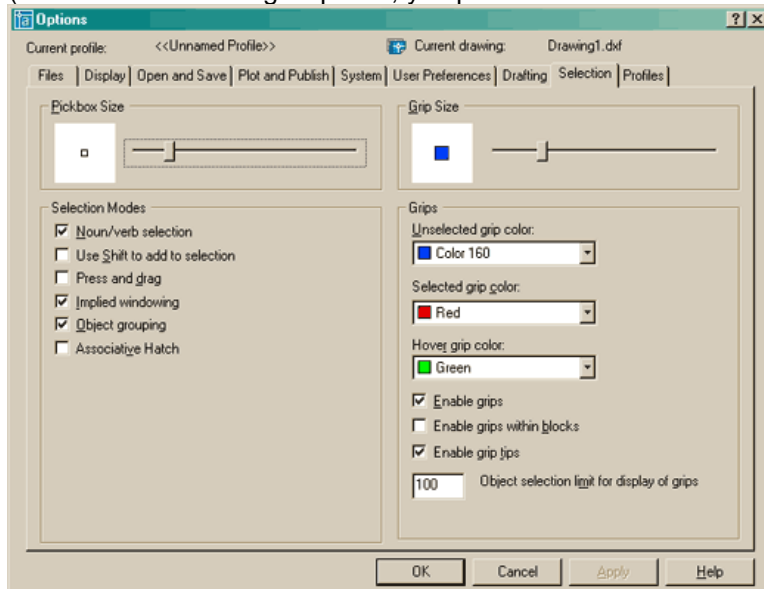 Options
Current profile: <<Unnamed Profile>> Current drawing: Drawing1.dxf
Files Display Open and Save Plot and Publish System User Preferences Drafting Selection Profiles
Pickbox Size
Grip Size
Selection Modes
Noun/verb selection
Use Shift to add to selection
Press and drag
Implied windowing
Object grouping
Associative Hatch
Grips
Unselected grip color:
Color 160
Selected grip color:
Red
Hover grip color:
Green
Enable grips
Enable grips within blocks
Enable grip tips
100 Object selection limit for display of grips
OK Cancel Apply Help